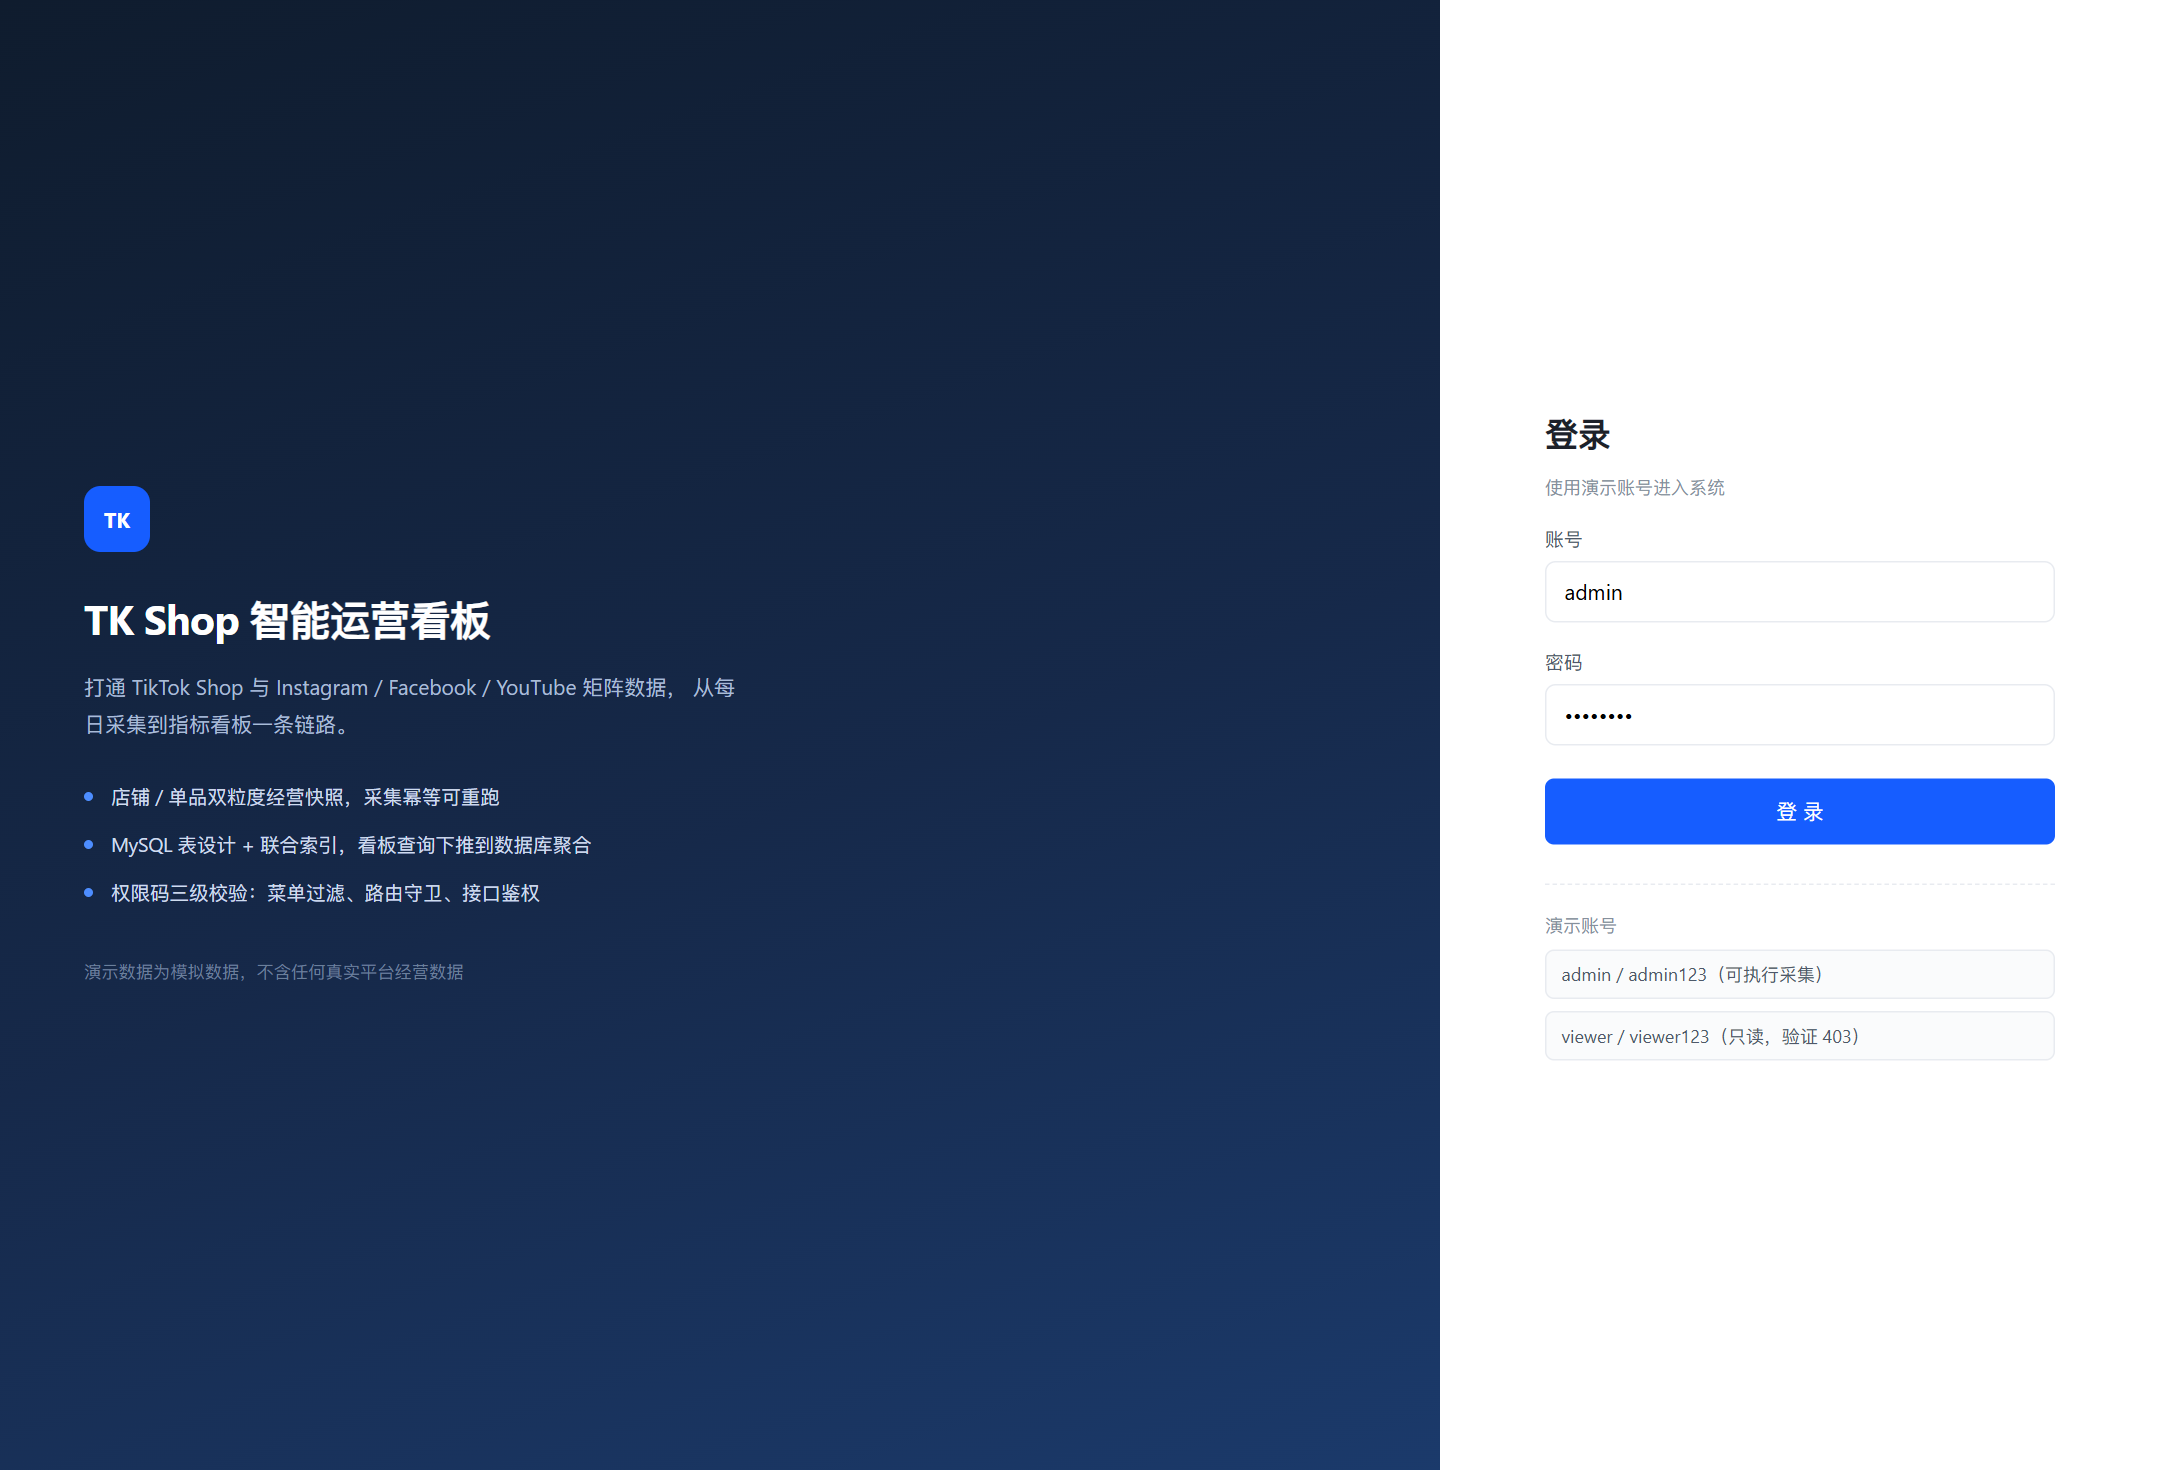 TK
TK Shop 智能运营看板
打通 TikTok Shop 与 Instagram / Facebook / YouTube 矩阵数据， 从每
日采集到指标看板一条链路。
店铺 / 单品双粒度经营快照，采集幂等可重跑
MySQL 表设计 + 联合索引，看板查询下推到数据库聚合
权限码三级校验：菜单过滤、路由守卫、接口鉴权
演示数据为模拟数据，不含任何真实平台经营数据
登录
使用演示账号进入系统
账号
admin
密码
••••••••
登 录
演示账号
admin / admin123（可执行采集）
viewer / viewer123（只读，验证 403）